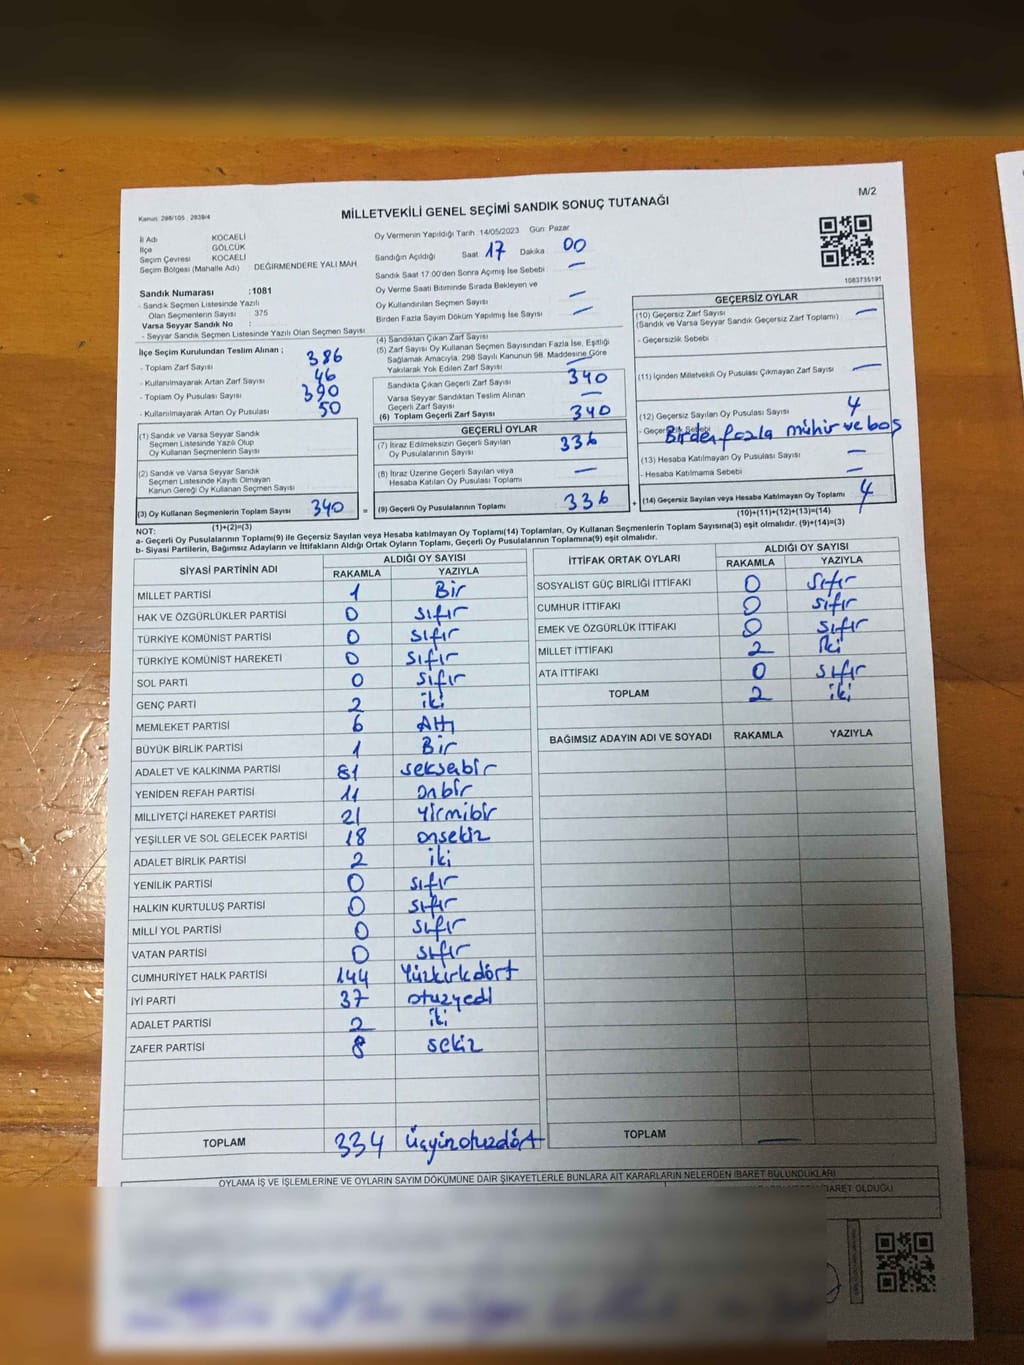 Kanun: 298/105 2839/4
M/2
MİLLETVEKİLİ GENEL SEÇİMİ SANDIK SONUÇ TUTANAĞI
İl Adı KOCAELİ
İlçe GÖLCÜK
Seçim Çevresi KOCAELİ
Seçim Bölgesi (Mahalle Adı) DEĞİRMENDERE YALI MAH.
Sandık Numarası :1081
- Sandık Seçmen Listesinde Yazılı
Olan Seçmenlerin Sayısı 375
Varsa Seyyar Sandık No :
- Seyyar Sandık Seçmen Listesinde Yazılı Olan Seçmen Sayısı
İlçe Seçim Kurulundan Teslim Alınan ;
- Toplam Zarf Sayısı 386
- Kullanılmayarak Artan Zarf Sayısı 46
- Toplam Oy Pusulası Sayısı 390
- Kullanılmayarak Artan Oy Pusulası 50
(1) Sandık ve Varsa Seyyar Sandık
Seçmen Listesinde Yazılı Olup
Oy Kullanan Seçmenlerin Sayısı
(2) Sandık ve Varsa Seyyar Sandık
Seçmen Listesinde Kayıtlı Olmayan
Kanun Gereği Oy Kullanan Seçmen Sayısı
(3) Oy Kullanan Seçmenlerin Toplam Sayısı 340 =
(1)+(2)=(3)
Oy Vermenin Yapıldığı Tarih 14/05/2023 Gün: Pazar
Sandığın Açıldığı Saat 17 Dakika 00
Sandık Saat 17:00'den Sonra Açılmış İse Sebebi —
Oy Verme Saati Bitiminde Sırada Bekleyen ve
Oy Kullandırılan Seçmen Sayısı —
Birden Fazla Sayım Döküm Yapılmış İse Sayısı —
(4) Sandıktan Çıkan Zarf Sayısı
(5) Zarf Sayısı Oy Kullanan Seçmen Sayısından Fazla İse, Eşitliği
Sağlamak Amacıyla, 298 Sayılı Kanunun 98. Maddesine Göre
Yakılarak Yok Edilen Zarf Sayısı —
Sandıkta Çıkan Geçerli Zarf Sayısı 340
Varsa Seyyar Sandıktan Teslim Alınan
Geçerli Zarf Sayısı —
(6) Toplam Geçerli Zarf Sayısı 340
GEÇERLİ OYLAR
(7) İtiraz Edilmeksizin Geçerli Sayılan
Oy Pusulasının Sayısı 336
(8) İtiraz Üzerine Geçerli Sayılan veya
Hesaba Katılan Oy Pusulası Toplamı —
(9) Geçerli Oy Pusulalarının Toplamı 336 +
1083735191
GEÇERSİZ OYLAR
(10) Geçersiz Zarf Sayısı —
(Sandık ve Varsa Seyyar Sandık Geçersiz Zarf Toplamı)
- Geçersizlik Sebebi
(11) İçinden Milletvekili Oy Pusulası Çıkmayan Zarf Sayısı —
(12) Geçersiz Sayılan Oy Pusulası Sayısı 4
- Geçersizlik Sebebi Birden fazla mühir ve boş
(13) Hesaba Katılmayan Oy Pusulası Sayısı —
- Hesaba Katılmama Sebebi —
(14) Geçersiz Sayılan veya Hesaba Katılmayan Oy Toplamı 4
(10)+(11)+(12)+(13)=(14)
NOT:
a- Geçerli Oy Pusulalarının Toplamı(9) ile Geçersiz Sayılan veya Hesaba Katılmayan Oy Toplamı(14) Toplamları, Oy Kullanan Seçmenlerin Toplam Sayısına(3) eşit olmalıdır. (9)+(14)=(3)
b- Siyasi Partilerin, Bağımsız Adayların ve İttifakların Aldığı Ortak Oyların Toplamı, Geçerli Oy Pusulalarının Toplamına(9) eşit olmalıdır.
SİYASİ PARTİNİN ADI ALDIĞI OY SAYISI
RAKAMLA YAZIYLA
MİLLET PARTİSİ 1 Bir
HAK VE ÖZGÜRLÜKLER PARTİSİ 0 sıfır
TÜRKİYE KOMÜNİST PARTİSİ 0 sıfır
TÜRKİYE KOMÜNİST HAREKETİ 0 sıfır
SOL PARTİ 0 sıfır
GENÇ PARTİ 2 iki
MEMLEKET PARTİSİ 6 Altı
BÜYÜK BİRLİK PARTİSİ 1 Bir
ADALET VE KALKINMA PARTİSİ 81 seksebir
YENİDEN REFAH PARTİSİ 11 onbir
MİLLİYETÇİ HAREKET PARTİSİ 21 Yirmibir
YEŞİLLER VE SOL GELECEK PARTİSİ 18 onsekiz
ADALET BİRLİK PARTİSİ 2 iki
YENİLİK PARTİSİ 0 sıfır
HALKIN KURTULUŞ PARTİSİ 0 sıfır
MİLLİ YOL PARTİSİ 0 sıfır
VATAN PARTİSİ 0 sıfır
CUMHURİYET HALK PARTİSİ 144 Yüzkırkdört
İYİ PARTİ 37 otuzyedi
ADALET PARTİSİ 2 iki
ZAFER PARTİSİ 8 sekiz
TOPLAM 334 üçyüzotuzdört
İTTİFAK ORTAK OYLARI ALDIĞI OY SAYISI
RAKAMLA YAZIYLA
SOSYALİST GÜÇ BİRLİĞİ İTTİFAKI 0 sıfır
CUMHUR İTTİFAKI 0 sıfır
EMEK VE ÖZGÜRLÜK İTTİFAKI 0 sıfır
MİLLET İTTİFAKI 2 iki
ATA İTTİFAKI 0 sıfır
TOPLAM 2 iki
BAĞIMSIZ ADAYIN ADI VE SOYADI RAKAMLA YAZIYLA
TOPLAM —
OYLAMA İŞ VE İŞLEMLERİNE VE OYLARIN SAYIM DÖKÜMÜNE DAİR ŞİKAYETLERLE BUNLARA AİT KARARLARIN NELERDEN İBARET BULUNDUKLARI
İBARET OLDUĞU